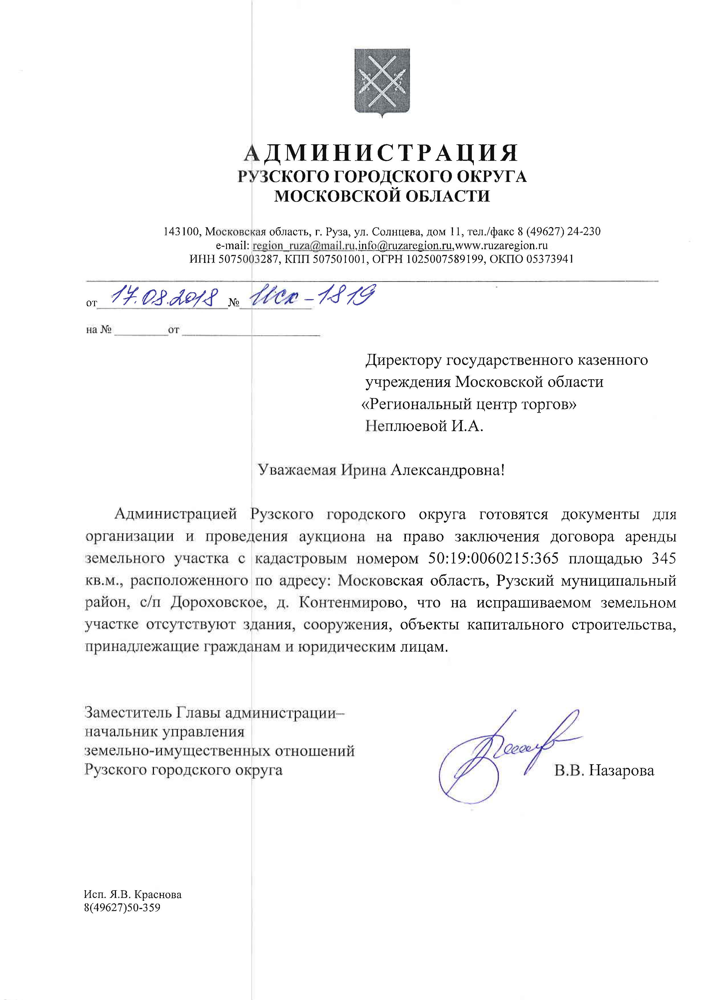 АДМИНИСТРАЦИЯ
РУЗСКОГО ГОРОДСКОГО ОКРУГА
МОСКОВСКОЙ ОБЛАСТИ
143100, Московская область, г. Руза, ул. Солнцева, дом 11, тел./факс 8 (49627) 24-230
e-mail: region_ruza@mail.ru,info@ruzaregion.ru,www.ruzaregion.ru
ИНН 5075003287, КПП 507501001, ОГРН 1025007589199, ОКПО 05373941
от 17.08.2018 № Исх-1819
на № от
Директору государственного казенного
учреждения Московской области
«Региональный центр торгов»
Неплюевой И.А.
Уважаемая Ирина Александровна!
Администрацией Рузского городского округа готовятся документы для
организации и проведения аукциона на право заключения договора аренды
земельного участка с кадастровым номером 50:19:0060215:365 площадью 345
кв.м., расположенного по адресу: Московская область, Рузский муниципальный
район, с/п Дороховское, д. Контенмирово, что на испрашиваемом земельном
участке отсутствуют здания, сооружения, объекты капитального строительства,
принадлежащие гражданам и юридическим лицам.
Заместитель Главы администрации–
начальник управления
земельно-имущественных отношений
Рузского городского округа
В.В. Назарова
Исп. Я.В. Краснова
8(49627)50-359